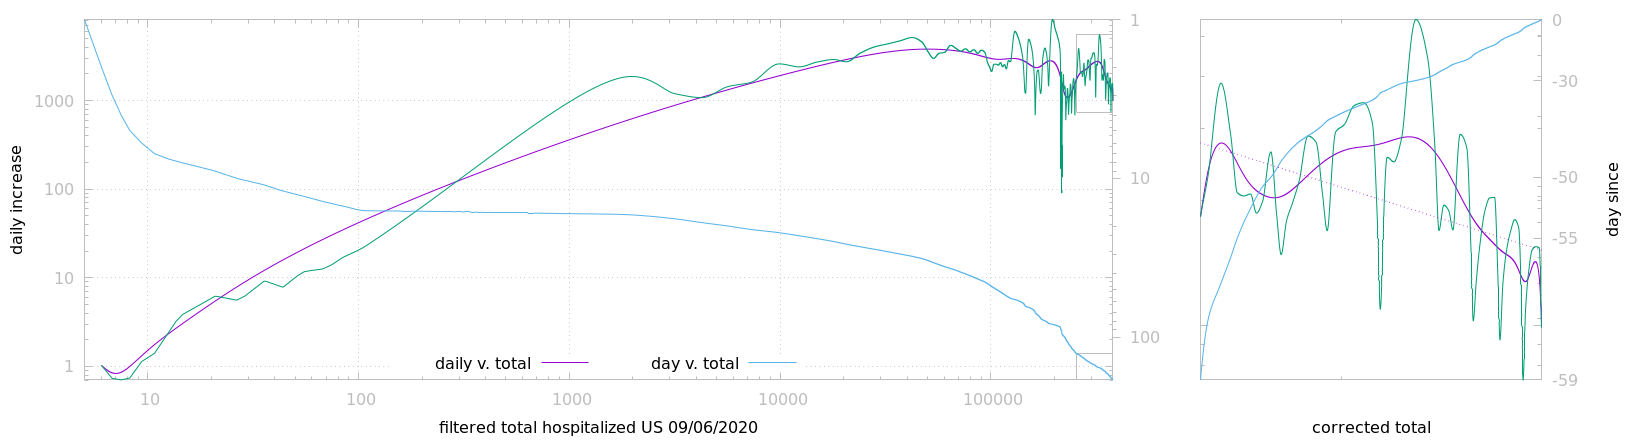 daily increase
1000
100
10
1
daily v. total
day v. total
10
100
1000
10000
100000
filtered total hospitalized US 09/06/2020
1
10
100
0
-30
-50
-55
-59
day since
corrected total